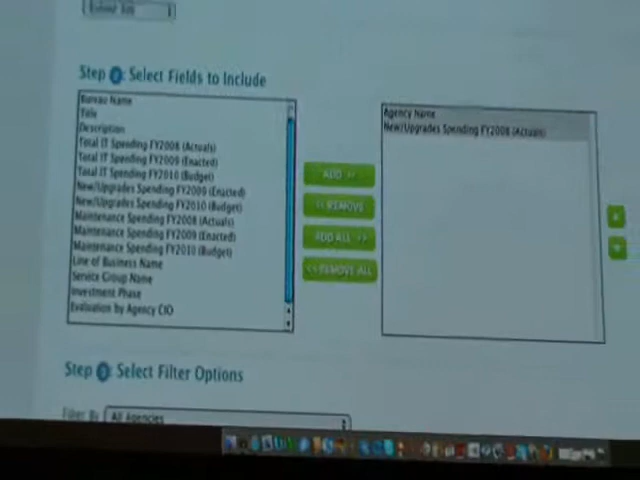 Step 2: Select Fields to Include
Bureau Name
Title
Description
Total IT Spending FY2008 (Actuals)
Total IT Spending FY2009 (Enacted)
Total IT Spending FY2010 (Budget)
New/Upgrades Spending FY2009 (Enacted)
New/Upgrades Spending FY2010 (Budget)
Maintenance Spending FY2008 (Actuals)
Maintenance Spending FY2009 (Enacted)
Maintenance Spending FY2010 (Budget)
Line of Business Name
Service Group Name
Investment Phase
Evaluation by Agency CIO
ADD >>
<< REMOVE
ADD ALL >>
<< REMOVE ALL
Agency Name
New/Upgrades Spending FY2008 (Actuals)
Step 3: Select Filter Options
Filter By All Agencies